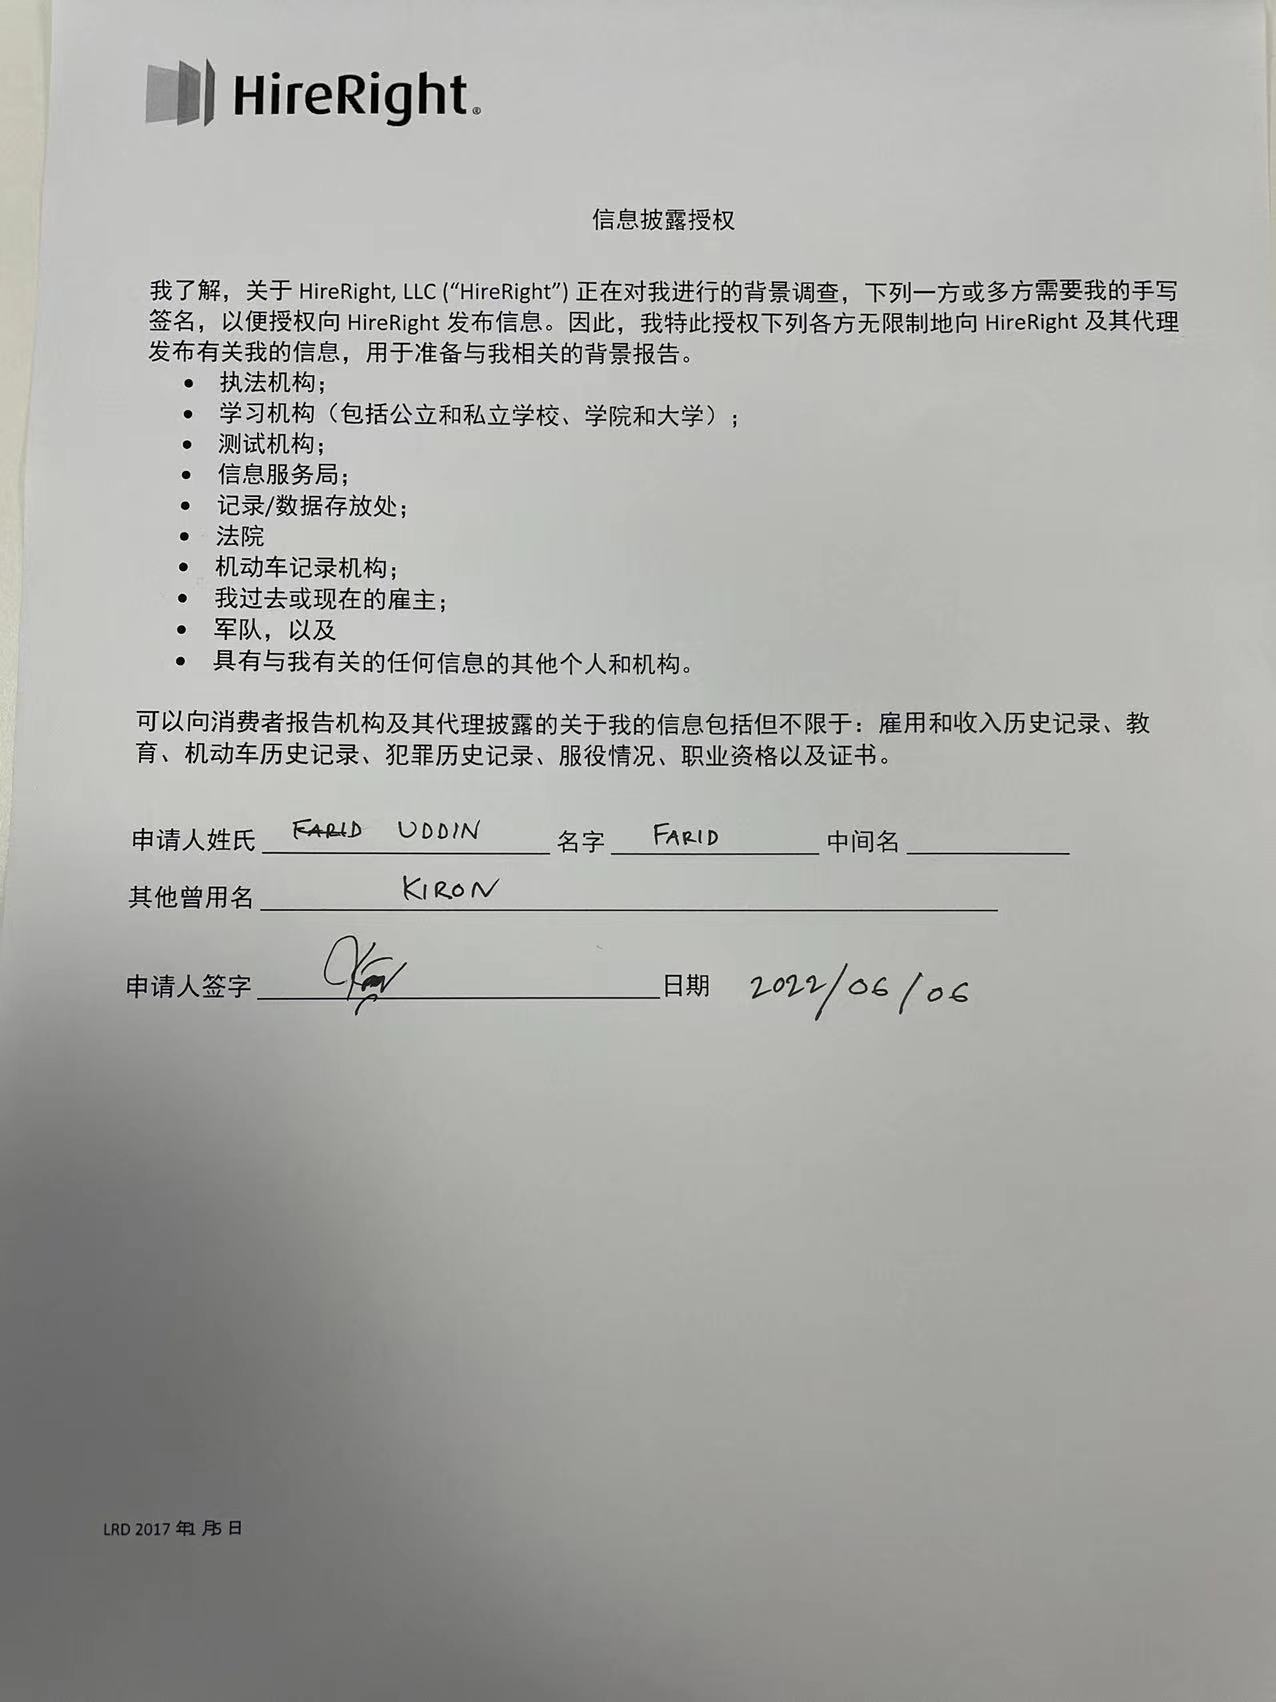 HireRight®
信息披露授权
我了解，关于 HireRight, LLC (“HireRight”) 正在对我进行的背景调查，下列一方或多方需要我的手写
签名，以便授权向 HireRight 发布信息。因此，我特此授权下列各方无限制地向 HireRight 及其代理
发布有关我的信息，用于准备与我相关的背景报告。
• 执法机构；
• 学习机构（包括公立和私立学校、学院和大学）；
• 测试机构；
• 信息服务局；
• 记录/数据存放处；
• 法院
• 机动车记录机构；
• 我过去或现在的雇主；
• 军队，以及
• 具有与我有关的任何信息的其他个人和机构。
可以向消费者报告机构及其代理披露的关于我的信息包括但不限于：雇用和收入历史记录、教
育、机动车历史记录、犯罪历史记录、服役情况、职业资格以及证书。
申请人姓氏 FARID UDDIN 名字 FARID 中间名
其他曾用名 KIRON
申请人签字 日期 2022/06/06
LRD 2017 年1 月5 日